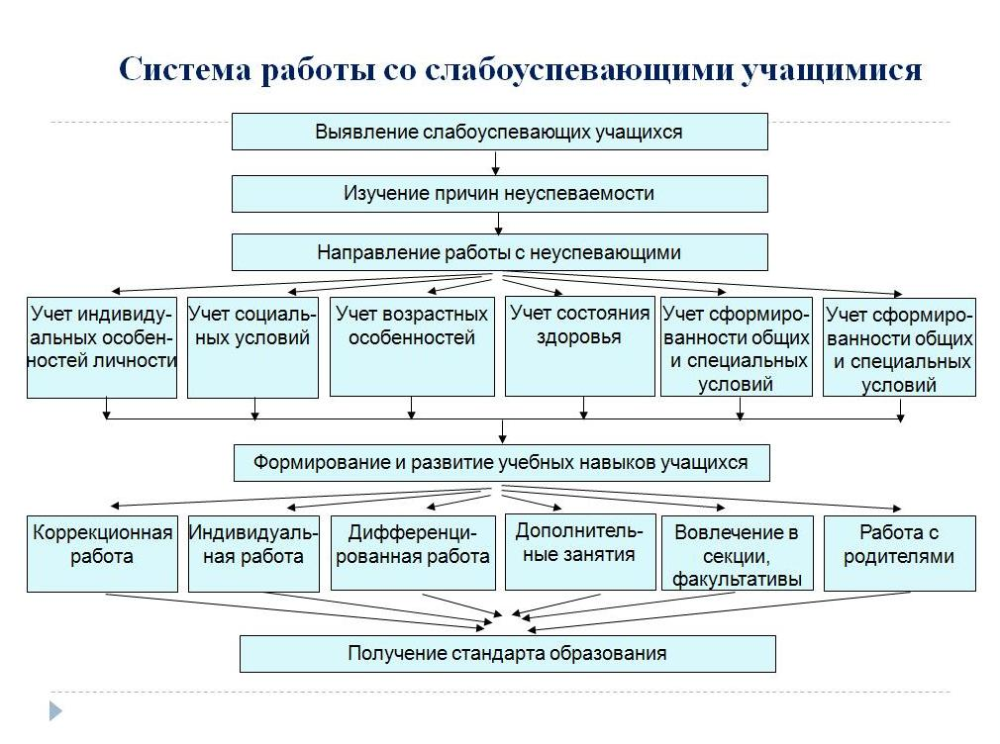 Система работы со слабоуспевающими учащимися
Выявление слабоуспевающих учащихся
Изучение причин неуспеваемости
Направление работы с неуспевающими
Учет индивиду-
альных особен-
ностей личности
Учет социаль-
ных условий
Учет возрастных
особенностей
Учет состояния
здоровья
Учет сформиро-
ванности общих
и специальных
условий
Учет сформиро-
ванности общих
и специальных
условий
Формирование и развитие учебных навыков учащихся
Коррекционная
работа
Индивидуаль-
ная работа
Дифференци-
рованная работа
Дополнитель-
ные занятия
Вовлечение в
секции,
факультативы
Работа с
родителями
Получение стандарта образования